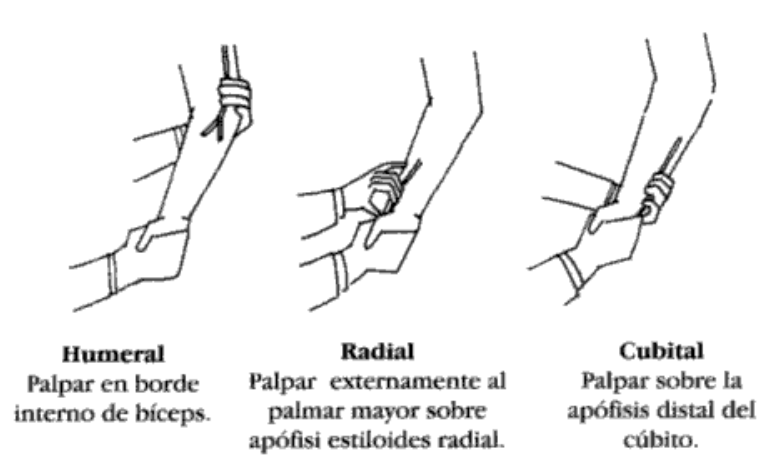 Humeral
Palpar en borde
interno de bíceps.
Radial
Palpar externamente al
palmar mayor sobre
apófisi estiloides radial.
Cubital
Palpar sobre la
apófisis distal del
cúbito.